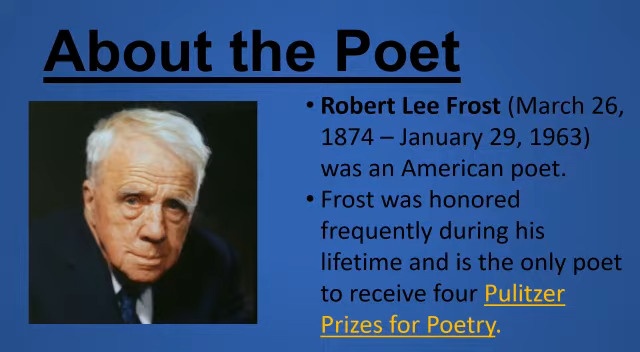 About the Poet
• Robert Lee Frost (March 26,
1874 – January 29, 1963)
was an American poet.
• Frost was honored
frequently during his
lifetime and is the only poet
to receive four Pulitzer
Prizes for Poetry.